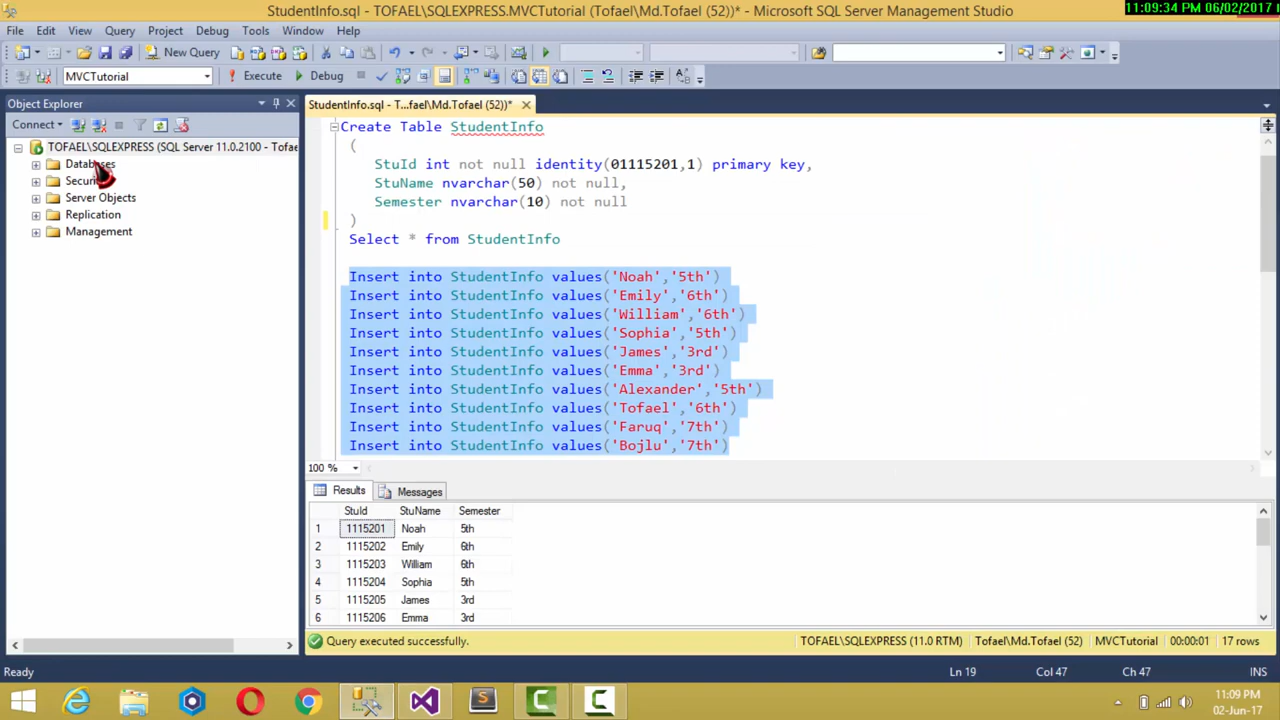 StudentInfo.sql - TOFAEL\SQLEXPRESS.MVCTutorial (Tofael\Md.Tofael (52))* - Microsoft SQL Server Management Studio
11:09:34 PM 06/02/2017
File Edit View Query Project Debug Tools Window Help
New Query
MVCTutorial Execute Debug
Object Explorer
StudentInfo.sql - T...fael\Md.Tofael (52))*
Connect
TOFAEL\SQLEXPRESS (SQL Server 11.0.2100 - Tofae
Databases
Server Objects
Replication
Management
Create Table StudentInfo
(
StuId int not null identity(01115201,1) primary key,
StuName nvarchar(50) not null,
Semester nvarchar(10) not null
)
Select * from StudentInfo
Insert into StudentInfo values('Noah','5th')
Insert into StudentInfo values('Emily','6th')
Insert into StudentInfo values('William','6th')
Insert into StudentInfo values('Sophia','5th')
Insert into StudentInfo values('James','3rd')
Insert into StudentInfo values('Emma','3rd')
Insert into StudentInfo values('Alexander','5th')
Insert into StudentInfo values('Tofael','6th')
Insert into StudentInfo values('Faruq','7th')
Insert into StudentInfo values('Bojlu','7th')
100 %
Results Messages
StuId StuName Semester
1 1115201 Noah 5th
2 1115202 Emily 6th
3 1115203 William 6th
4 1115204 Sophia 5th
5 1115205 James 3rd
6 1115206 Emma 3rd
Query executed successfully. TOFAEL\SQLEXPRESS (11.0 RTM) Tofael\Md.Tofael (52) MVCTutorial 00:00:01 17 rows
Ready Ln 19 Col 47 Ch 47 INS
11:09 PM
02-Jun-17